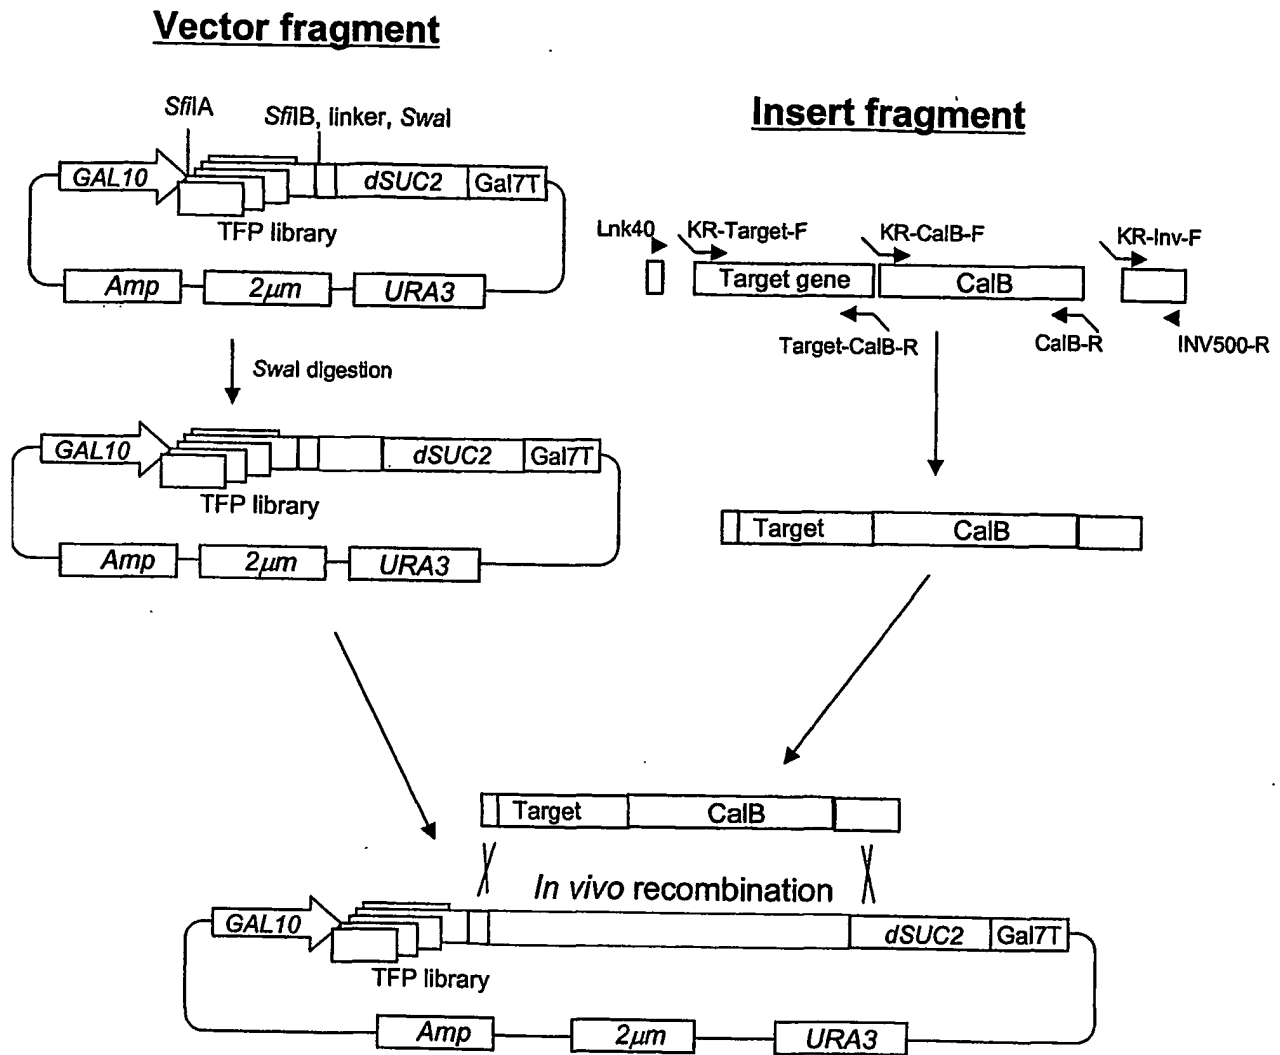 Vector fragment
SfiIA
SfiIB, linker, SwaI
GAL10
dSUC2
Gal7T
TFP library
Amp
2μm
URA3
SwaI digestion
GAL10
dSUC2
Gal7T
TFP library
Amp
2μm
URA3
Insert fragment
Lnk40
KR-Target-F
KR-CalB-F
KR-Inv-F
Target gene
CalB
Target-CalB-R
CalB-R
INV500-R
Target
CalB
Target
CalB
In vivo recombination
GAL10
dSUC2
Gal7T
TFP library
Amp
2μm
URA3